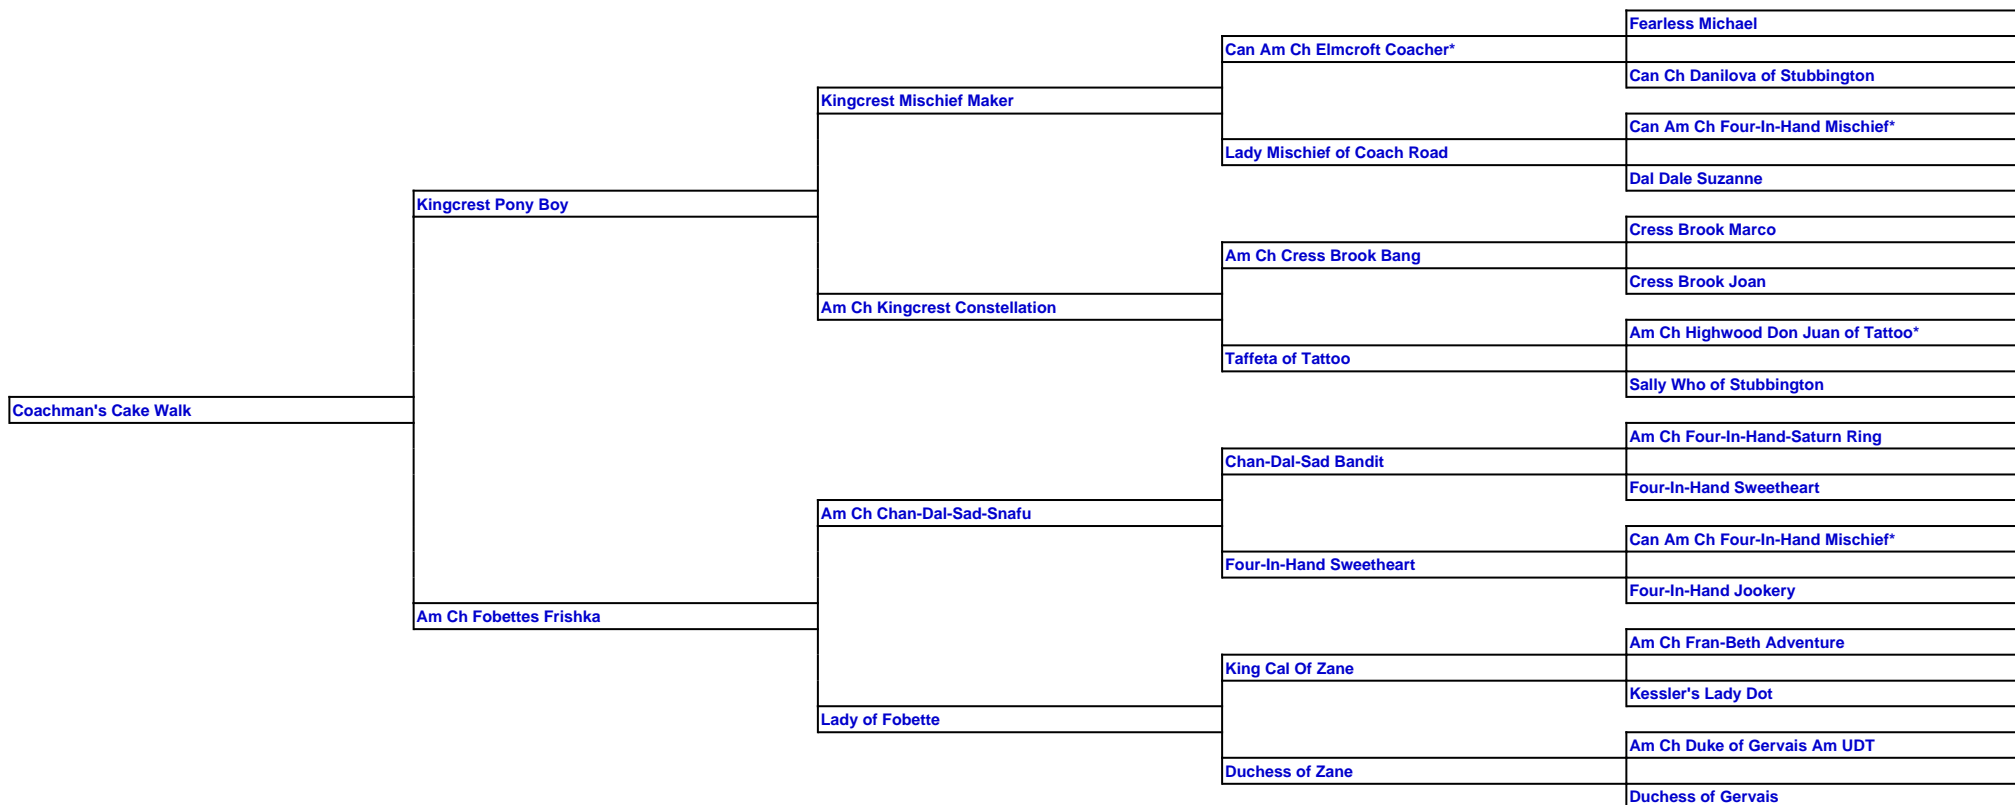 Fearless Michael
Can Am Ch Elmcroft Coacher*
Can Ch Danilova of Stubbington
Kingcrest Mischief Maker
Can Am Ch Four-In-Hand Mischief*
Lady Mischief of Coach Road
Dal Dale Suzanne
Kingcrest Pony Boy
Cress Brook Marco
Am Ch Cress Brook Bang
Cress Brook Joan
Am Ch Kingcrest Constellation
Am Ch Highwood Don Juan of Tattoo*
Taffeta of Tattoo
Sally Who of Stubbington
Coachman's Cake Walk
Am Ch Four-In-Hand-Saturn Ring
Chan-Dal-Sad Bandit
Four-In-Hand Sweetheart
Am Ch Chan-Dal-Sad-Snafu
Can Am Ch Four-In-Hand Mischief*
Four-In-Hand Sweetheart
Four-In-Hand Jookery
Am Ch Fobettes Frishka
Am Ch Fran-Beth Adventure
King Cal Of Zane
Kessler's Lady Dot
Lady of Fobette
Am Ch Duke of Gervais Am UDT
Duchess of Zane
Duchess of Gervais